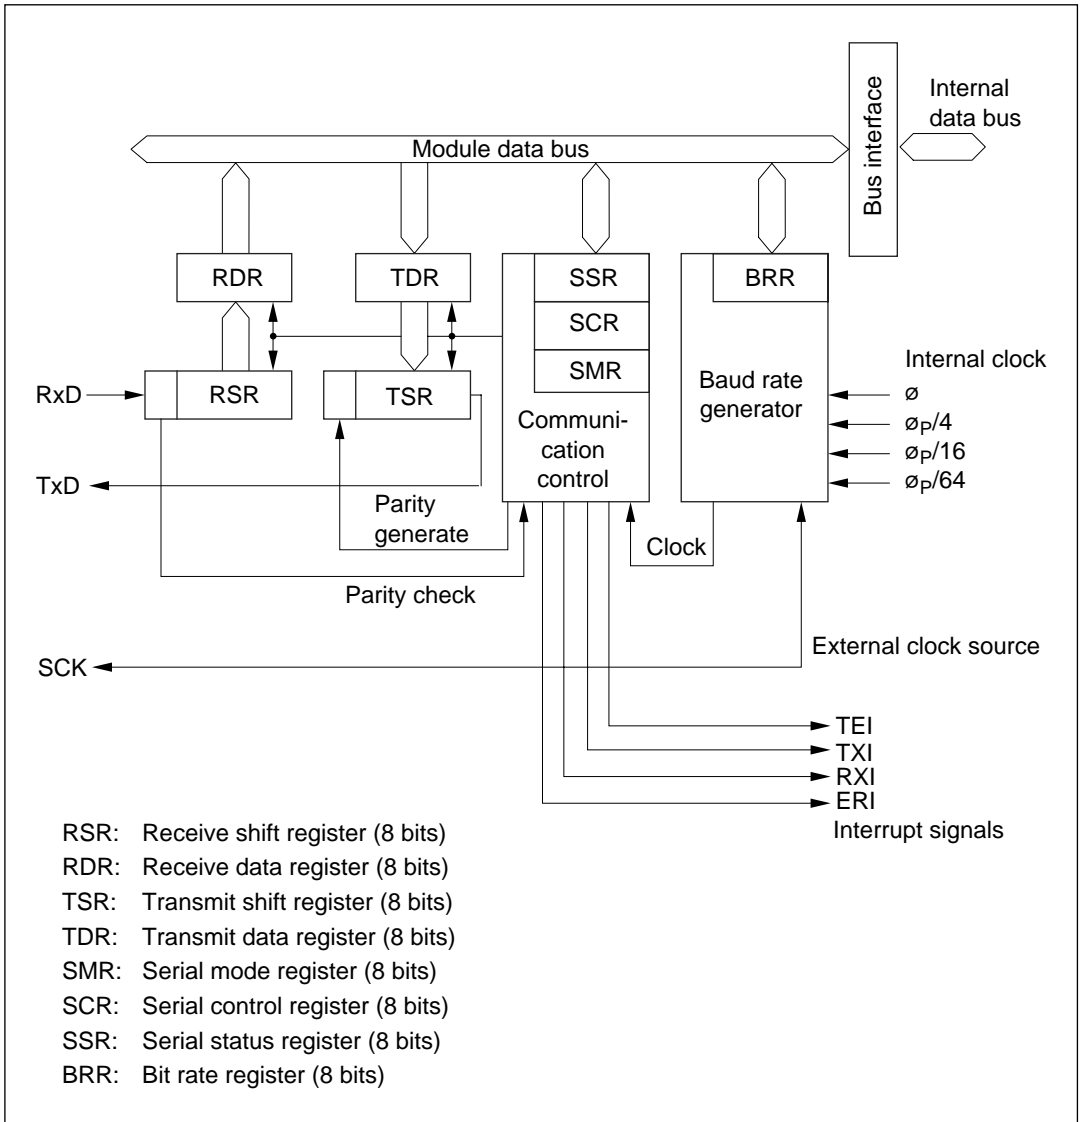 Internal
data bus
Bus interface
Module data bus
RDR
TDR
SSR
BRR
SCR
SMR
RxD
RSR
TSR
Communi-
cation
control
Baud rate
generator
Internal clock
ø
øP/4
øP/16
øP/64
TxD
Parity
generate
Clock
Parity check
External clock source
SCK
TEI
TXI
RXI
ERI
Interrupt signals
RSR: Receive shift register (8 bits)
RDR: Receive data register (8 bits)
TSR: Transmit shift register (8 bits)
TDR: Transmit data register (8 bits)
SMR: Serial mode register (8 bits)
SCR: Serial control register (8 bits)
SSR: Serial status register (8 bits)
BRR: Bit rate register (8 bits)